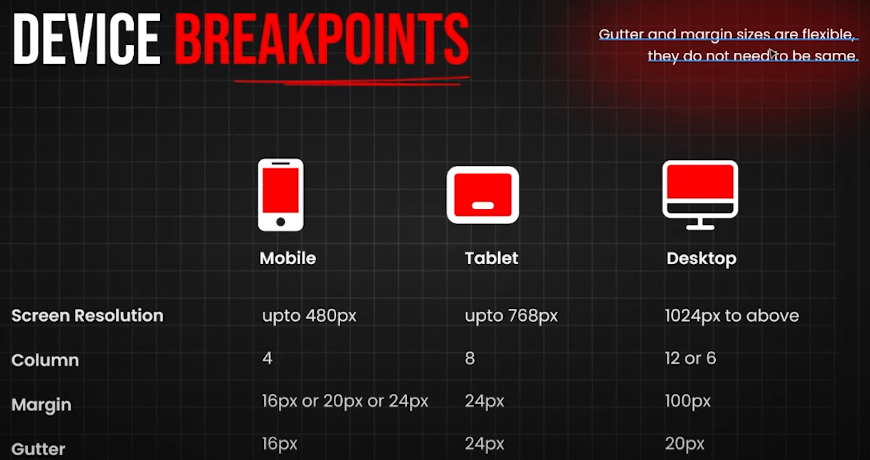 DEVICE BREAKPOINTS
Gutter and margin sizes are flexible,
they do not need to be same.
Mobile Tablet Desktop
Screen Resolution upto 480px upto 768px 1024px to above
Column 4 8 12 or 6
Margin 16px or 20px or 24px 24px 100px
Gutter 16px 24px 20px